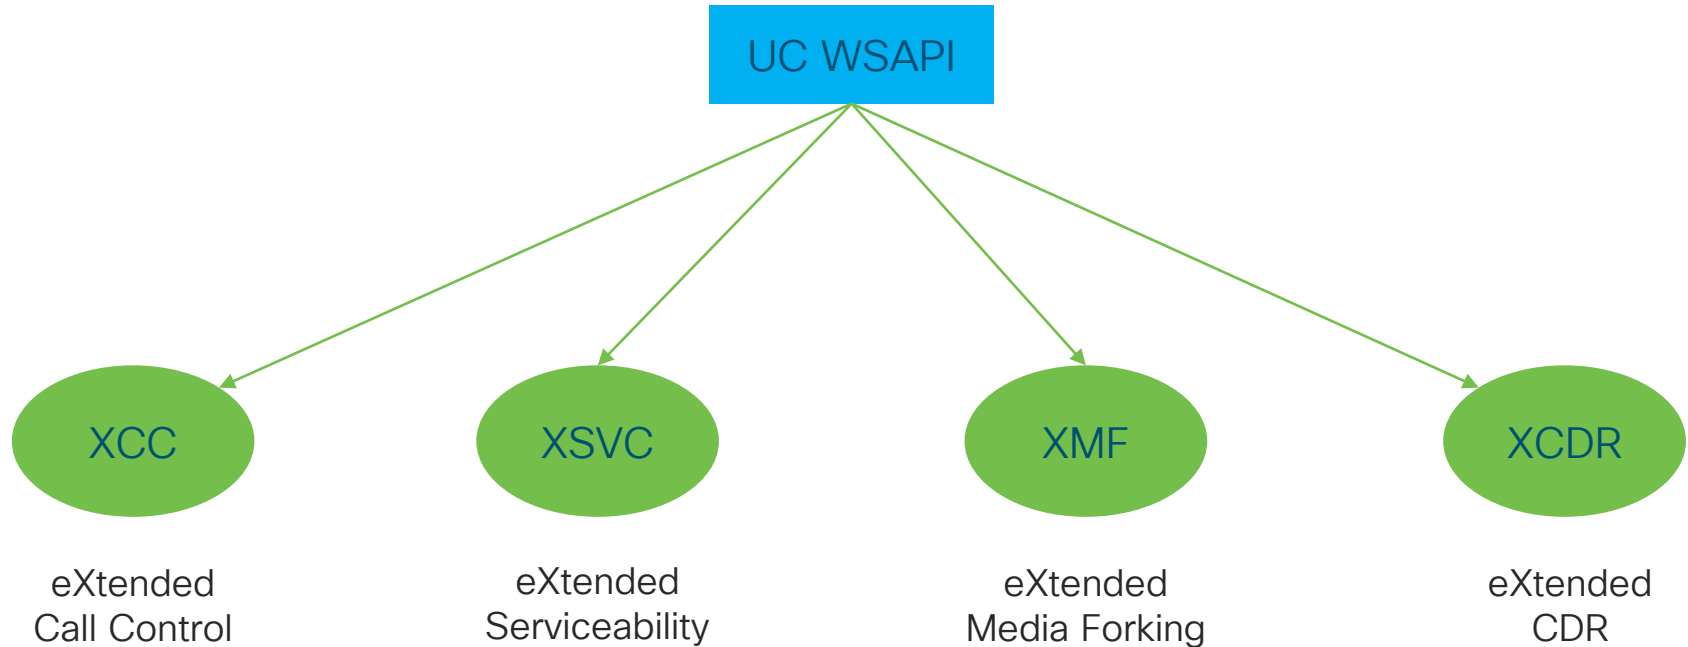 UC WSAPI
XCC
XSVC
XMF
XCDR
eXtended
Call Control
eXtended
Serviceability
eXtended
Media Forking
eXtended
CDR